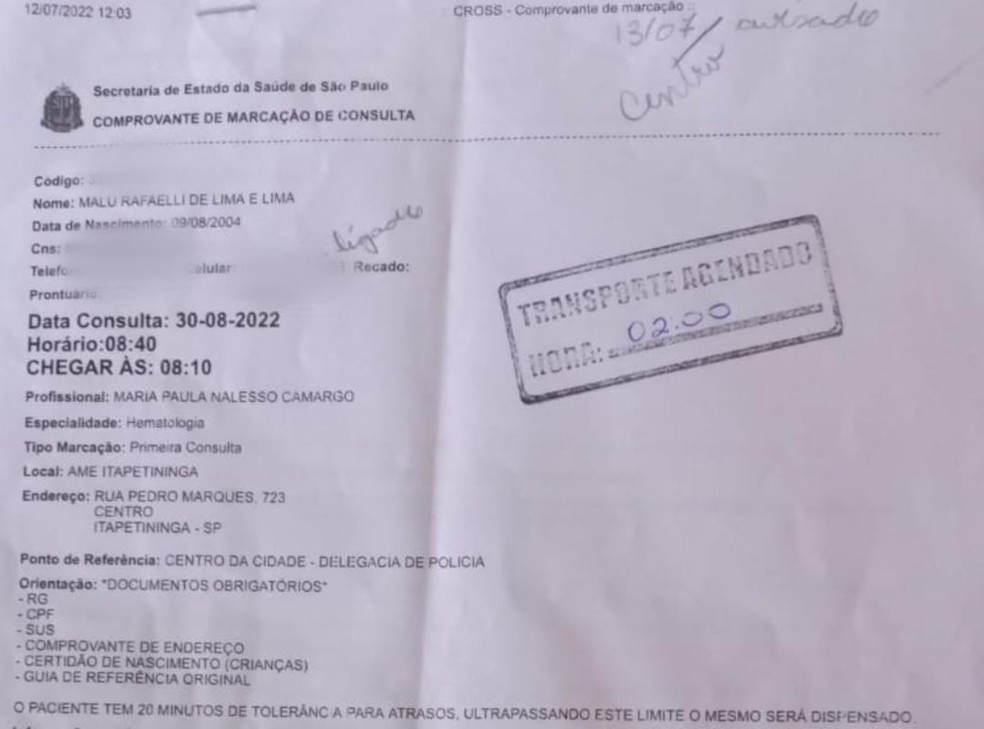 12/07/2022 12:03
CROSS - Comprovante de marcação
13/07/ avisado
Centro
Secretaria de Estado da Saúde de São Paulo
COMPROVANTE DE MARCAÇÃO DE CONSULTA
Código:
Nome: MALU RAFAELLI DE LIMA E LIMA
Data de Nascimento: 09/08/2004
ligado
Cns:
Telefo elular: Recado:
Prontuario:
Data Consulta: 30-08-2022
Horário:08:40
CHEGAR ÀS: 08:10
TRANSPORTE AGENDADO
HORA: 02:00
Profissional: MARIA PAULA NALESSO CAMARGO
Especialidade: Hematologia
Tipo Marcação: Primeira Consulta
Local: AME ITAPETININGA
Endereço: RUA PEDRO MARQUES, 723
CENTRO
ITAPETININGA - SP
Ponto de Referência: CENTRO DA CIDADE - DELEGACIA DE POLICIA
Orientação: *DOCUMENTOS OBRIGATÓRIOS*
- RG
- CPF
- SUS
- COMPROVANTE DE ENDEREÇO
- CERTIDÃO DE NASCIMENTO (CRIANÇAS)
- GUIA DE REFERÊNCIA ORIGINAL
O PACIENTE TEM 20 MINUTOS DE TOLERÂNCIA PARA ATRASOS, ULTRAPASSANDO ESTE LIMITE O MESMO SERÁ DISPENSADO.